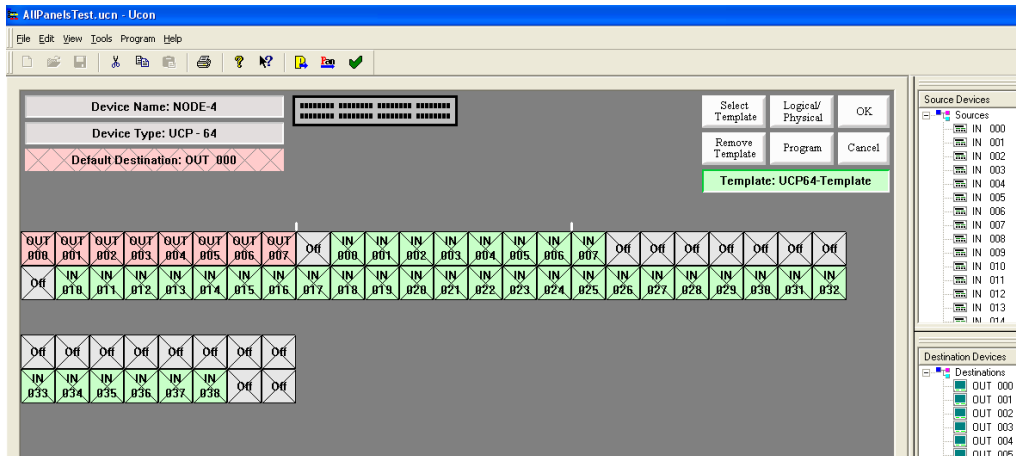 AllPanelsTest.ucn - Ucon
File Edit View Tools Program Help
Pan
Device Name: NODE-4
Device Type: UCP - 64
Default Destination: OUT 000
Select Template
Logical/ Physical
OK
Remove Template
Program
Cancel
Template: UCP64-Template
OUT 000 OUT 001 OUT 002 OUT 003 OUT 004 OUT 005 OUT 006 OUT 007 Off IN 000 IN 001 IN 002 IN 003 IN 004 IN 005 IN 006 IN 007 Off Off Off Off Off Off Off
Off IN 010 IN 011 IN 012 IN 013 IN 014 IN 015 IN 016 IN 017 IN 018 IN 019 IN 020 IN 021 IN 022 IN 023 IN 024 IN 025 IN 026 IN 027 IN 028 IN 029 IN 030 IN 031 IN 032
Off Off Off Off Off Off Off Off
IN 033 IN 034 IN 035 IN 036 IN 037 IN 038 Off Off
Source Devices
Sources
IN 000
IN 001
IN 002
IN 003
IN 004
IN 005
IN 006
IN 007
IN 008
IN 009
IN 010
IN 011
IN 012
IN 013
IN 014
Destination Devices
Destinations
OUT 000
OUT 001
OUT 002
OUT 003
OUT 004
OUT 005